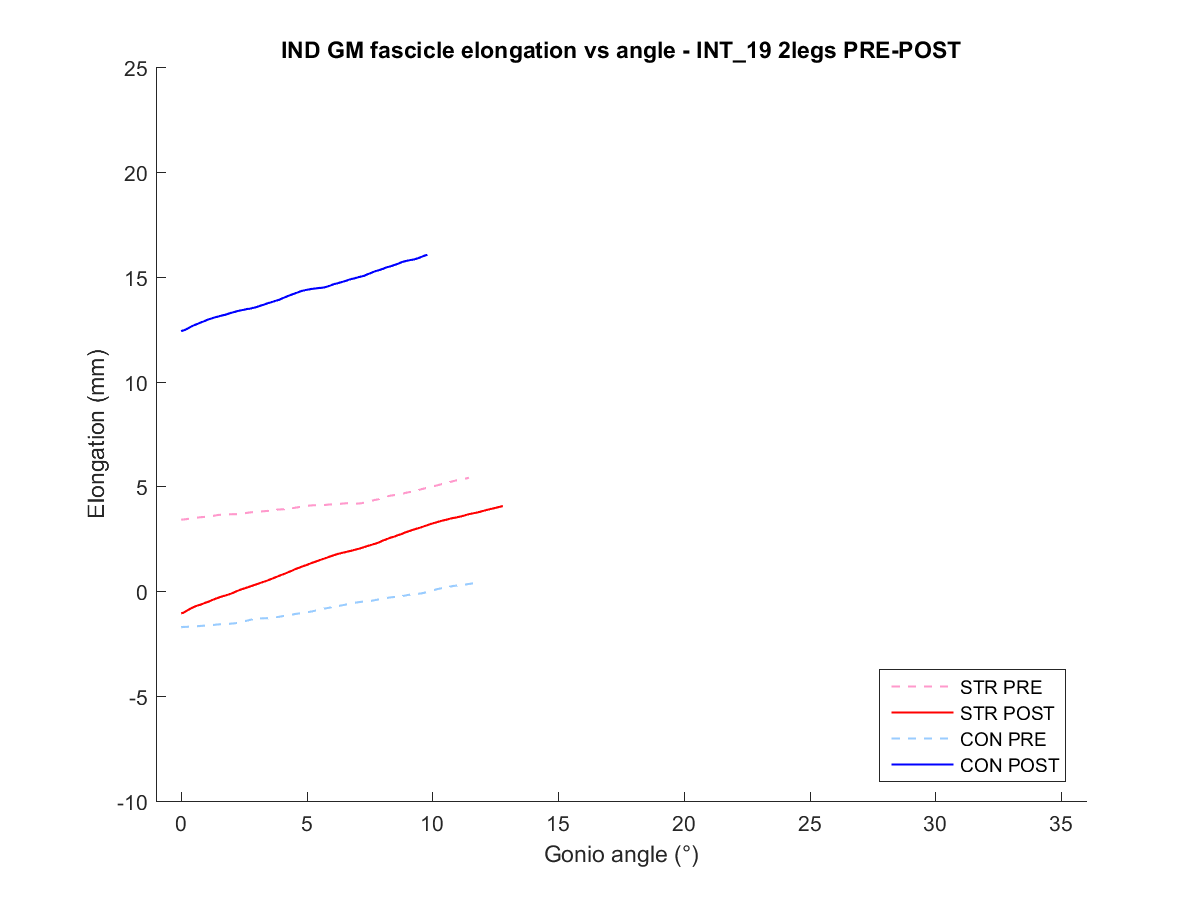 IND GM fascicle elongation vs angle - INT_19 2legs PRE-POST
25
20
15
10
5
0
-5
-10
Elongation (mm)
0 5 10 15 20 25 30 35
Gonio angle (°)
STR PRE
STR POST
CON PRE
CON POST